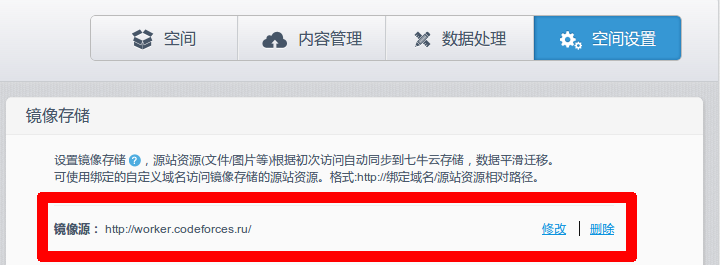 空间 内容管理 数据处理 空间设置
镜像存储
设置镜像存储 ? ，源站资源(文件/图片等)根据初次访问自动同步到七牛云存储，数据平滑迁移。
可使用绑定的自定义域名访问镜像存储的源站资源。格式:http://绑定域名/源站资源相对路径。
镜像源： http://worker.codeforces.ru/ 修改 | 删除